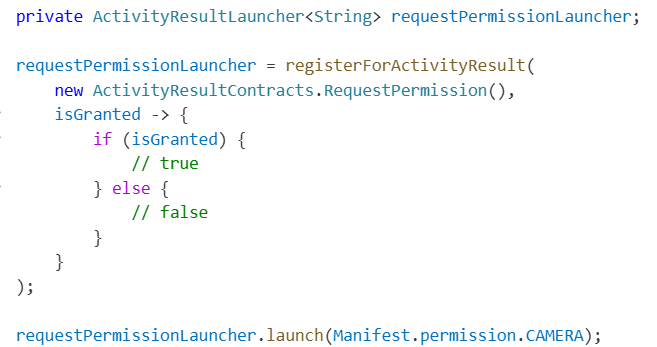 private ActivityResultLauncher<String> requestPermissionLauncher;

requestPermissionLauncher = registerForActivityResult(
    new ActivityResultContracts.RequestPermission(),
    isGranted -> {
        if (isGranted) {
            // true
        } else {
            // false
        }
    }
);

requestPermissionLauncher.launch(Manifest.permission.CAMERA);